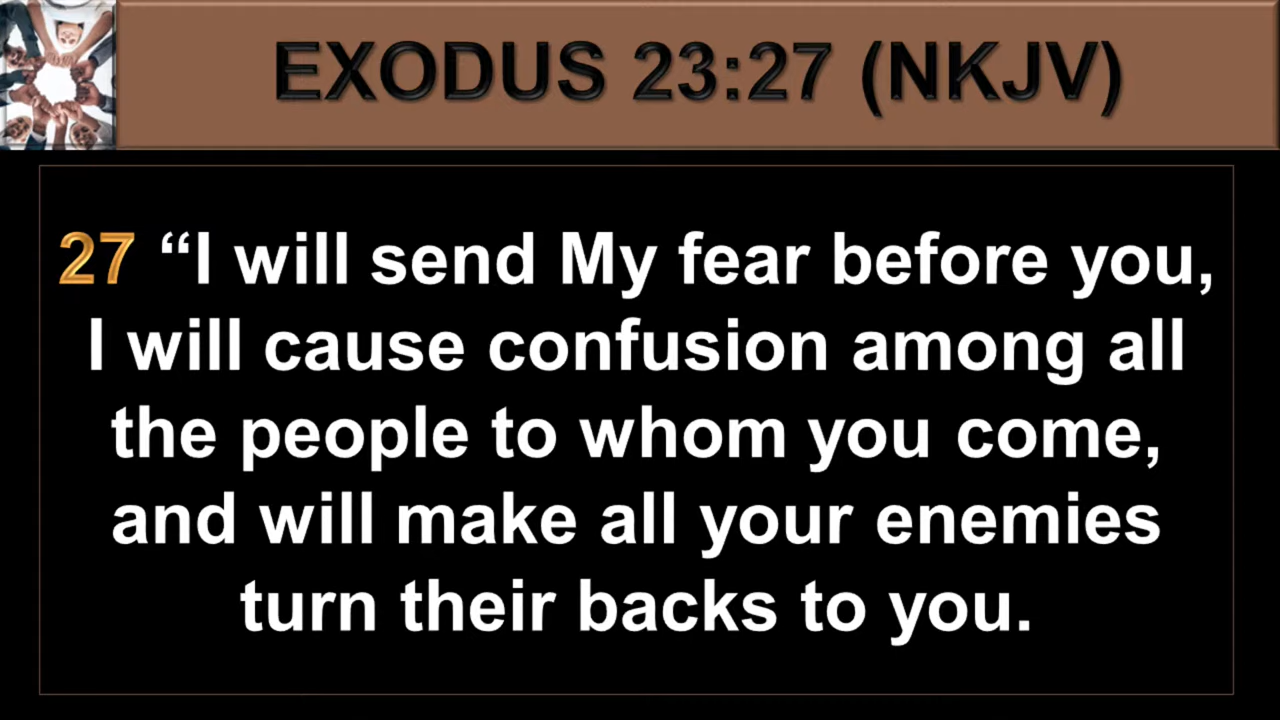 EXODUS 23:27 (NKJV)
27 “I will send My fear before you,
I will cause confusion among all
the people to whom you come,
and will make all your enemies
turn their backs to you.